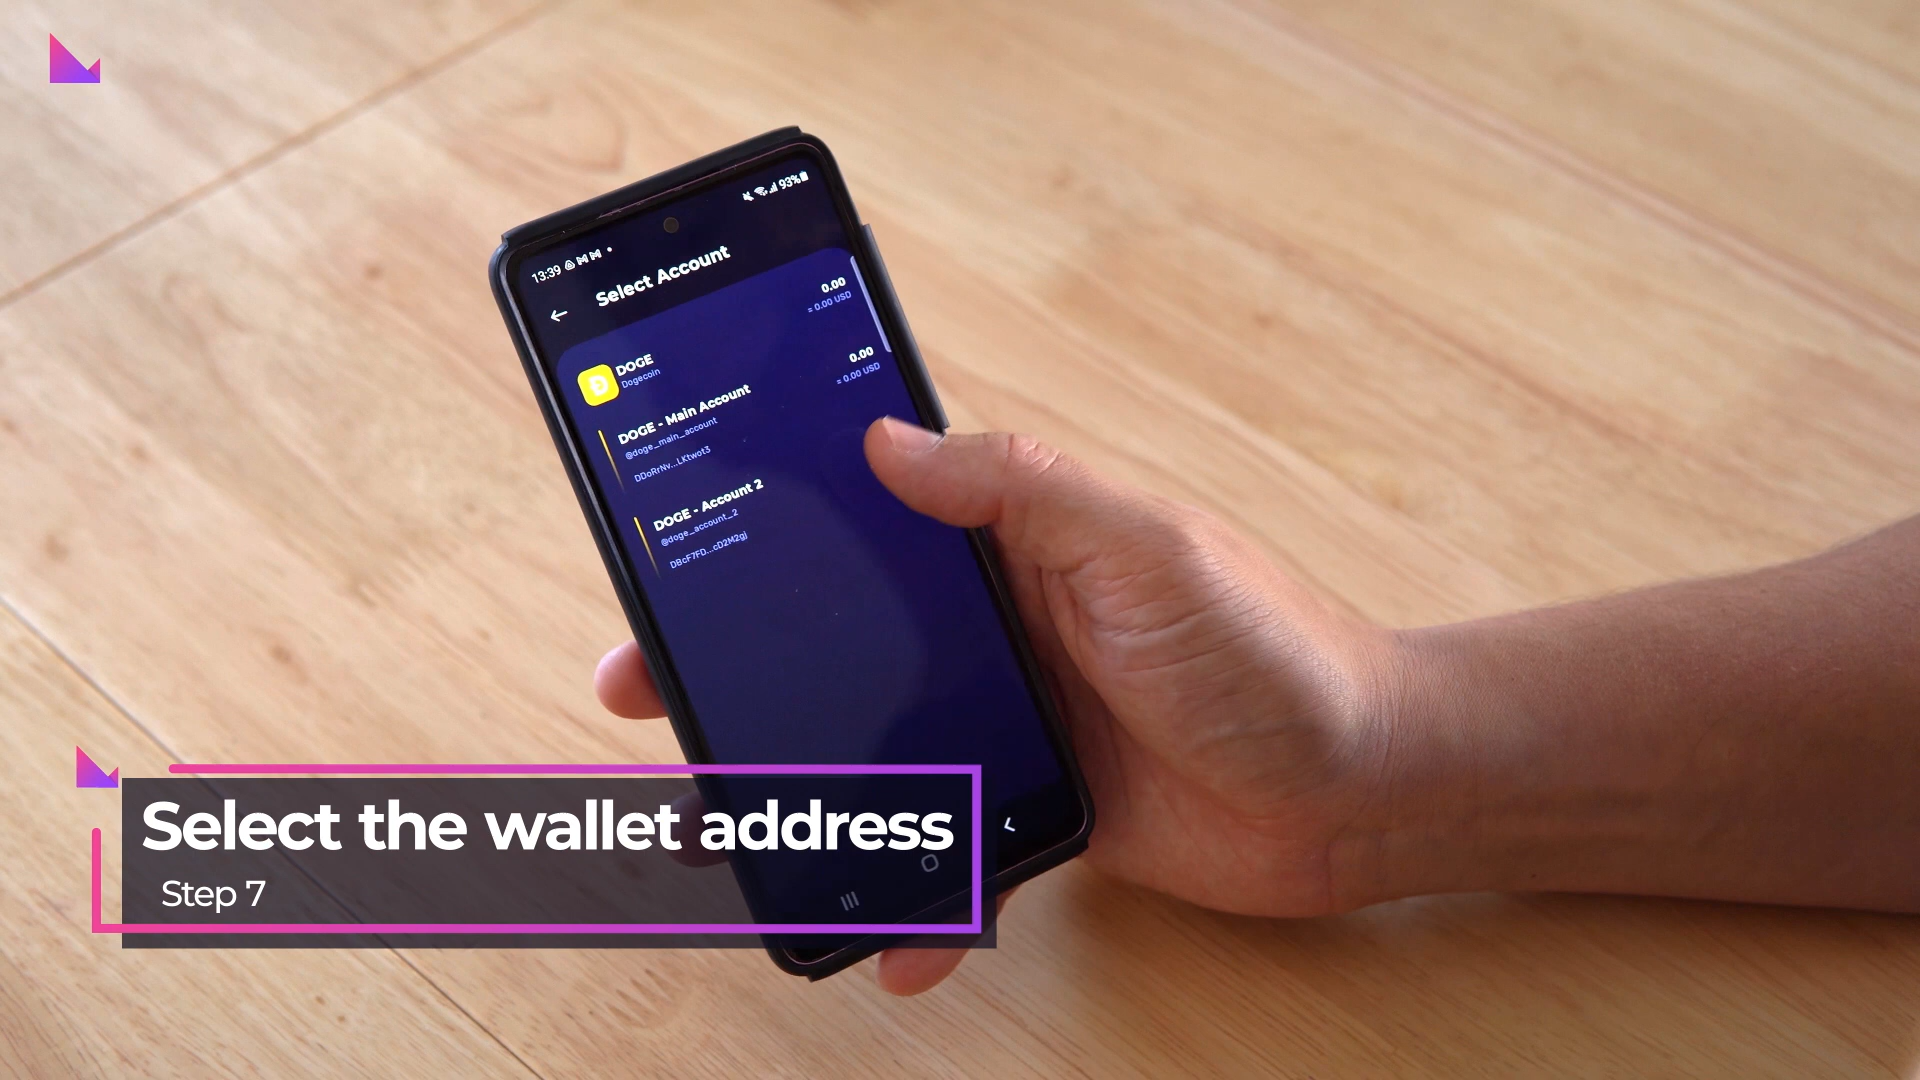 13:39
93%
Select Account
DOGE
Dogecoin
0.00
= 0.00 USD
DOGE - Main Account
@doge_main_account
DDoRrNv...LKtwot3
0.00
= 0.00 USD
DOGE - Account 2
@doge_account_2
DBcF7FD...cD2M2gj
Select the wallet address
Step 7